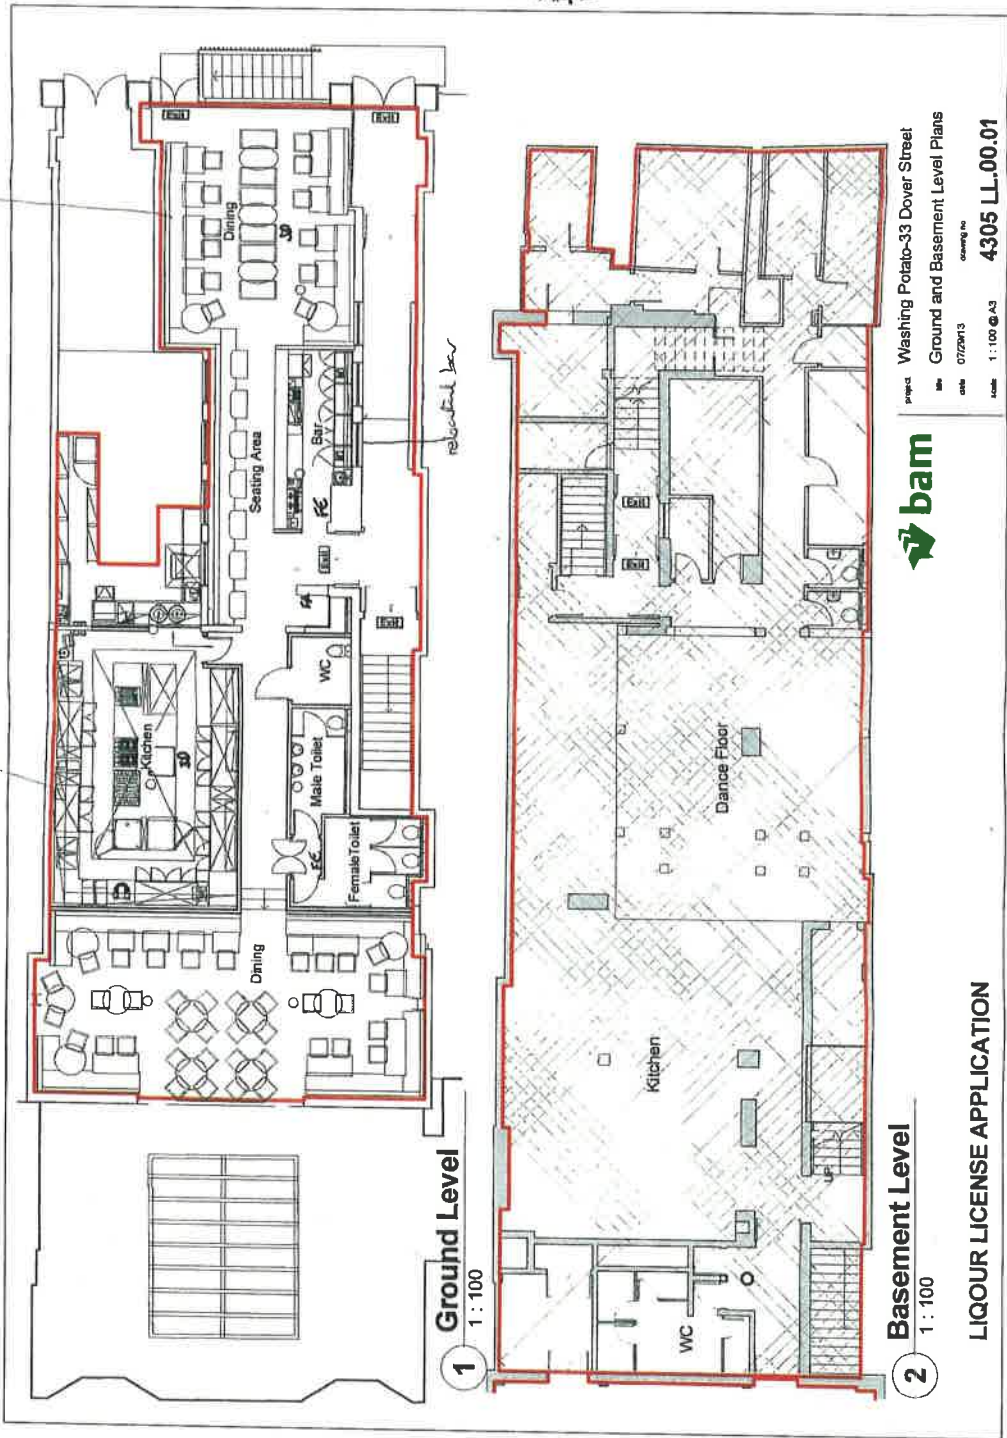 Dining
30
Exit
Exit
Seating Area
Bar
FE
Exit
relocated bar
FA
Exit
WC
Kitchen
30
Male Toilet
FE
Female Toilet
Dining
1
Ground Level
1 : 100
Exit
Exit
Dance Floor
Kitchen
UP
WC
2
Basement Level
1 : 100
LIQOUR LICENSE APPLICATION
bam
project Washing Potato-33 Dover Street
title Ground and Basement Level Plans
date 07/29/13
drawing no
scale 1 : 100 @ A3
4305 LL.00.01